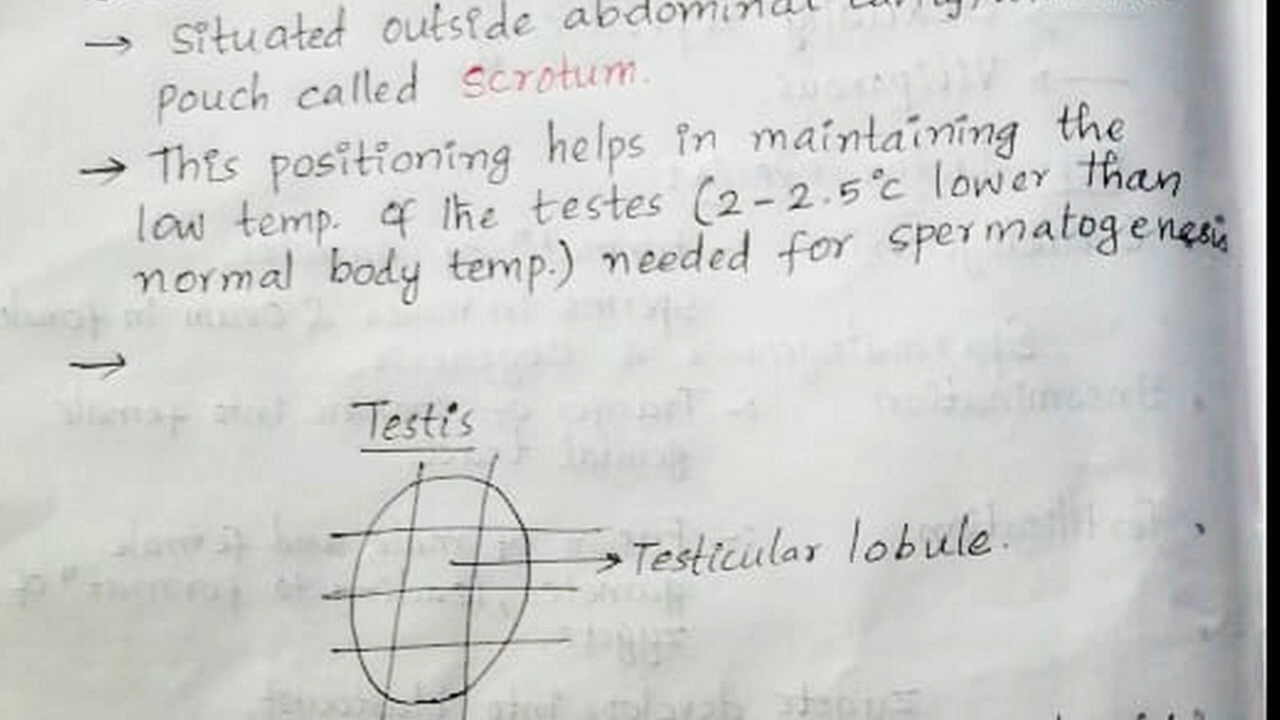 → Situated outside abdominal
pouch called scrotum.
→ This positioning helps in maintaining the
low temp. of the testes (2-2.5°c lower than
normal body temp.) needed for spermatogenesis
→
Testis
→ Testicular lobule.